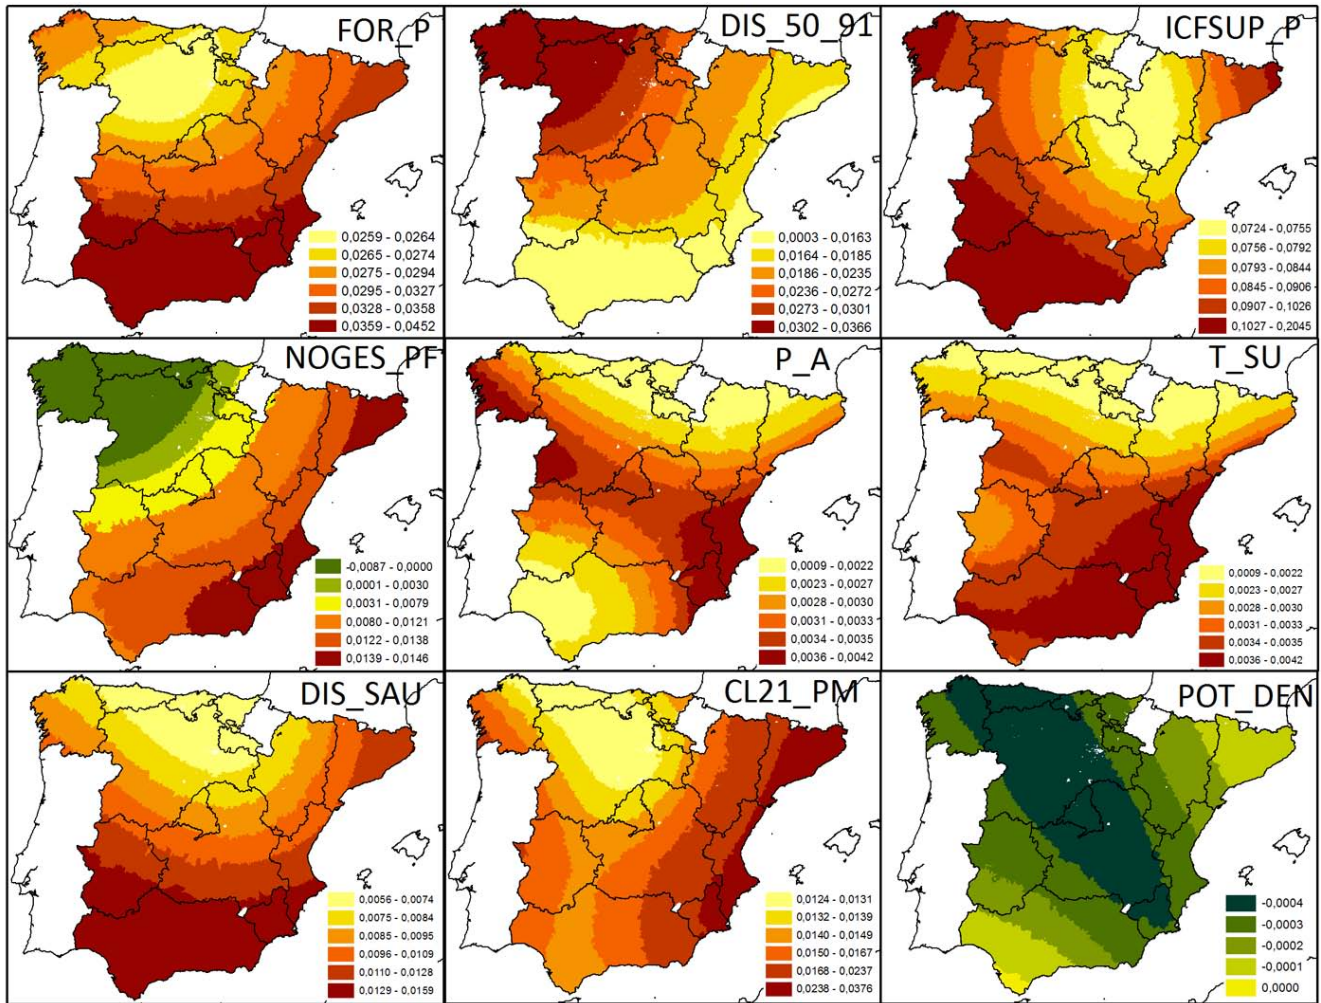 FOR_P
0,0259 - 0,0264
0,0265 - 0,0274
0,0275 - 0,0294
0,0295 - 0,0327
0,0328 - 0,0358
0,0359 - 0,0452
DIS_50_91
0,0003 - 0,0163
0,0164 - 0,0185
0,0186 - 0,0235
0,0236 - 0,0272
0,0273 - 0,0301
0,0302 - 0,0366
ICFSUP_P
0,0724 - 0,0755
0,0756 - 0,0792
0,0793 - 0,0844
0,0845 - 0,0906
0,0907 - 0,1026
0,1027 - 0,2045
NOGES_PF
-0,0087 - 0,0000
0,0001 - 0,0030
0,0031 - 0,0079
0,0080 - 0,0121
0,0122 - 0,0138
0,0139 - 0,0146
P_A
0,0009 - 0,0022
0,0023 - 0,0027
0,0028 - 0,0030
0,0031 - 0,0033
0,0034 - 0,0035
0,0036 - 0,0042
T_SU
0,0009 - 0,0022
0,0023 - 0,0027
0,0028 - 0,0030
0,0031 - 0,0033
0,0034 - 0,0035
0,0036 - 0,0042
DIS_SAU
0,0056 - 0,0074
0,0075 - 0,0084
0,0085 - 0,0095
0,0096 - 0,0109
0,0110 - 0,0128
0,0129 - 0,0159
CL21_PM
0,0124 - 0,0131
0,0132 - 0,0139
0,0140 - 0,0149
0,0150 - 0,0167
0,0168 - 0,0237
0,0238 - 0,0376
POT_DEN
-0,0004
-0,0003
-0,0002
-0,0001
0,0000